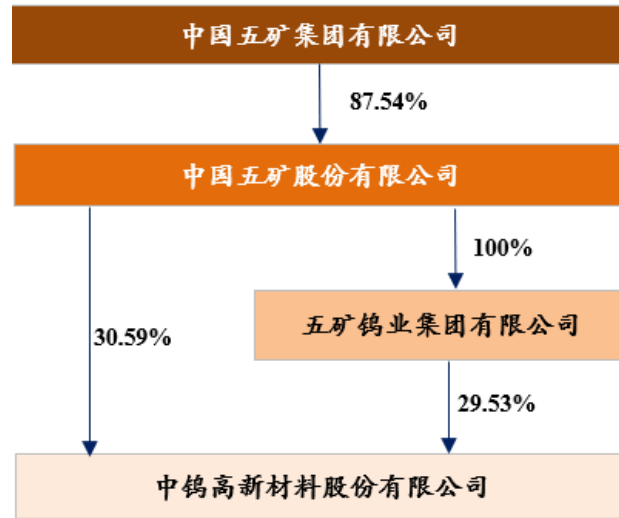 中国五矿集团有限公司
87.54%
中国五矿股份有限公司
100%
五矿钨业集团有限公司
30.59%
29.53%
中钨高新材料股份有限公司